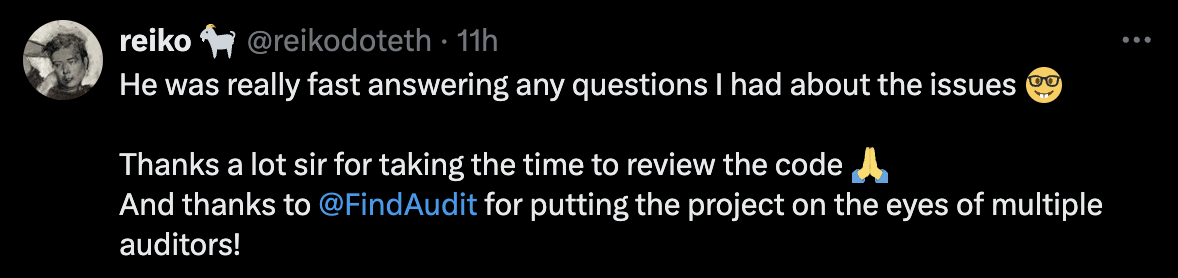 reiko 🐐 @reikodoteth · 11h
He was really fast answering any questions I had about the issues 🤓
Thanks a lot sir for taking the time to review the code 🙏
And thanks to @FindAudit for putting the project on the eyes of multiple
auditors!